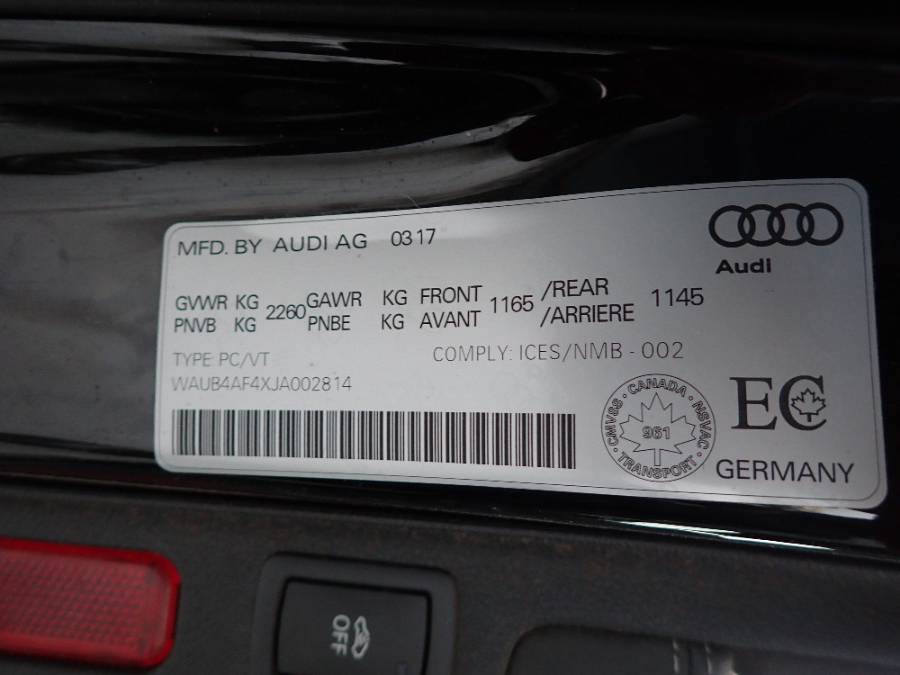 MFD. BY AUDI AG 0317
Audi
GVWR KG 2260 GAWR KG FRONT 1165 /REAR 1145
PNVB KG PNBE KG AVANT /ARRIERE
TYPE: PC/VT COMPLY: ICES/NMB - 002
WAUB4AF4XJA002814
CANADA · NSVAC · TRANSPORT · CMVSS ·
961
EC
GERMANY
OFF